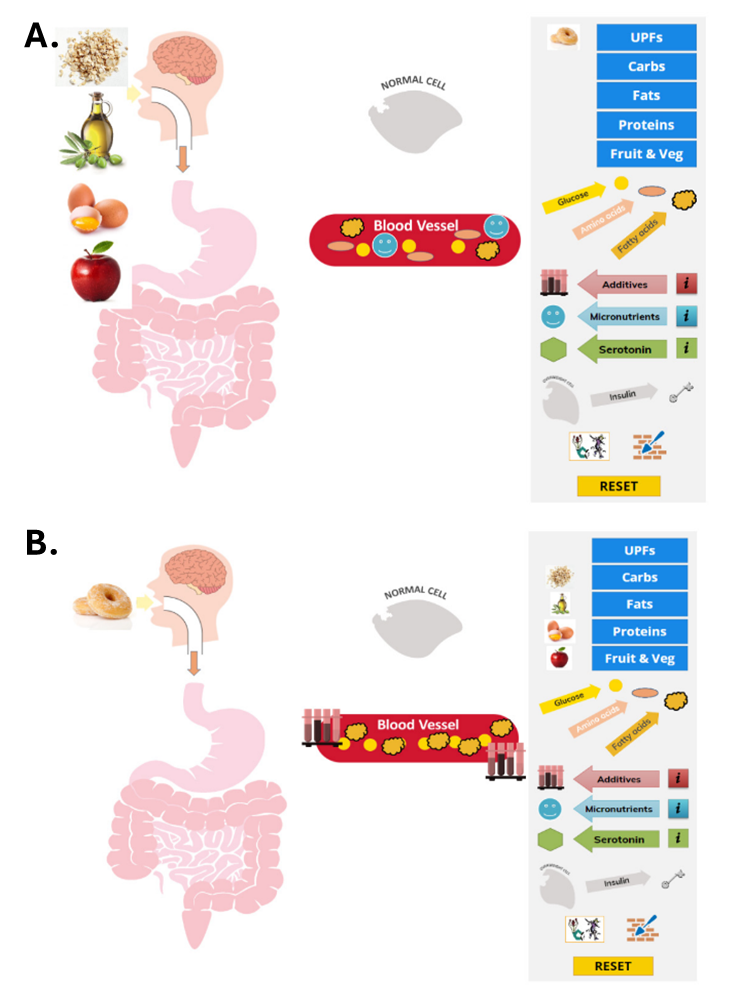 A.
UPFs
Carbs
Fats
Proteins
Fruit & Veg
NORMAL CELL
Glucose
Amino acids
Fatty acids
Blood Vessel
Additives
i
Micronutrients
i
Serotonin
i
Insulin
RESET
B.
UPFs
Carbs
Fats
Proteins
Fruit & Veg
NORMAL CELL
Glucose
Amino acids
Fatty acids
Blood Vessel
Additives
i
Micronutrients
i
Serotonin
i
Insulin
RESET